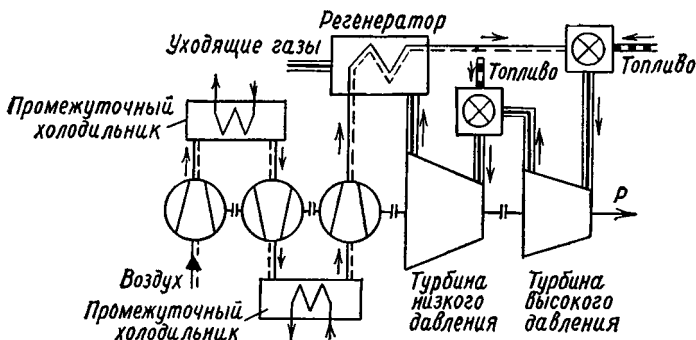 Регенератор
Уходящие газы
Топливо
Топливо
Промежуточный
холодильник
P
Воздух
Промежуточный
холодильник
Турбина
низкого
давления
Турбина
высокого
давления